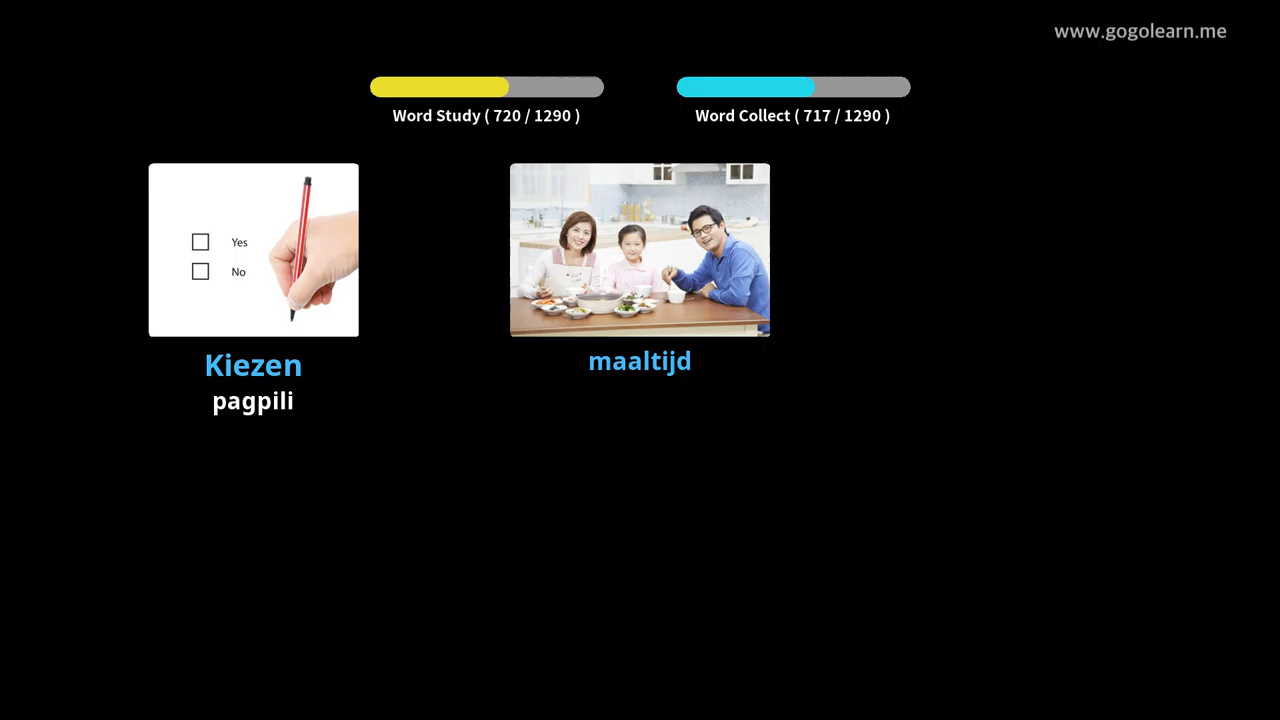 www.gogolearn.me
Word Study ( 720 / 1290 )
Word Collect ( 717 / 1290 )
Yes
No
Kiezen
pagpili
maaltijd